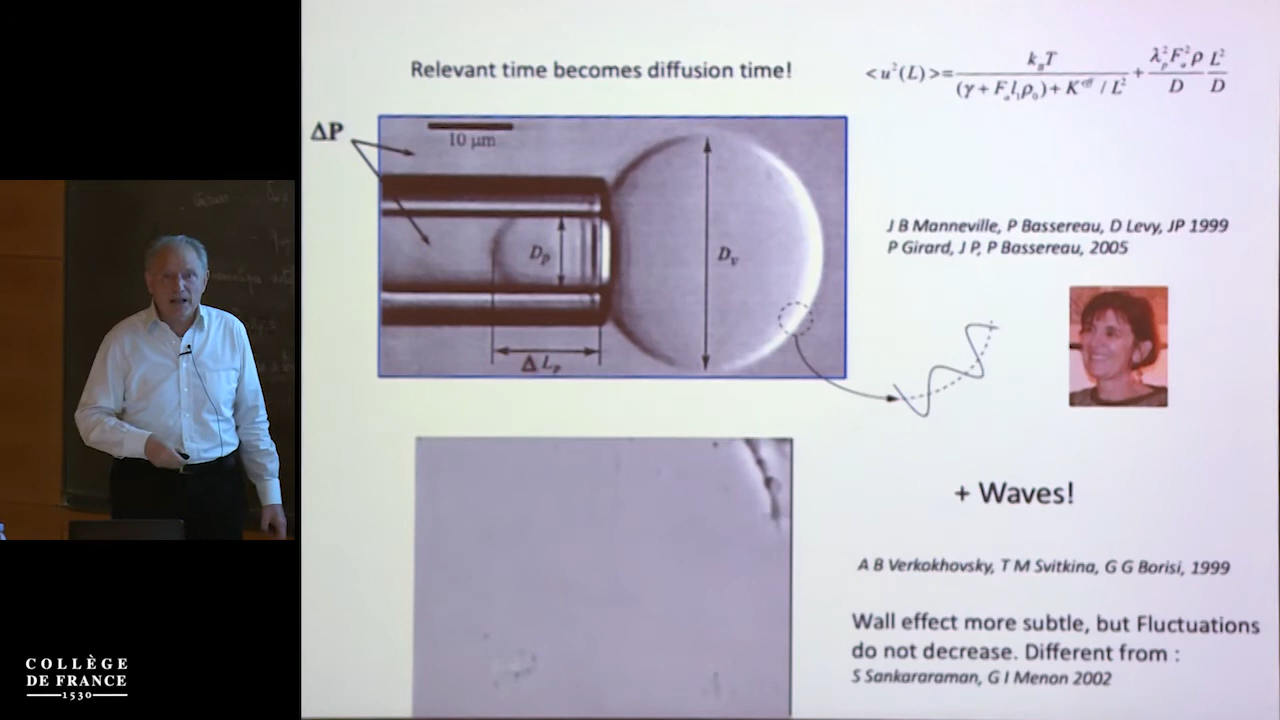 Relevant time becomes diffusion time!
<u²(L)>= k_B T / ((γ + F_a l_1 ρ_0) + K^eff / L²) + λ_p² F_a² ρ / D L² / D
ΔP
10 µm
D_p
D_v
Δ L_p
J B Manneville, P Bassereau, D Levy, JP 1999
P Girard, J P, P Bassereau, 2005
+ Waves!
A B Verkokhovsky, T M Svitkina, G G Borisi, 1999
Wall effect more subtle, but Fluctuations
do not decrease. Different from :
S Sankararaman, G I Menon 2002
COLLÈGE
DE FRANCE
1530